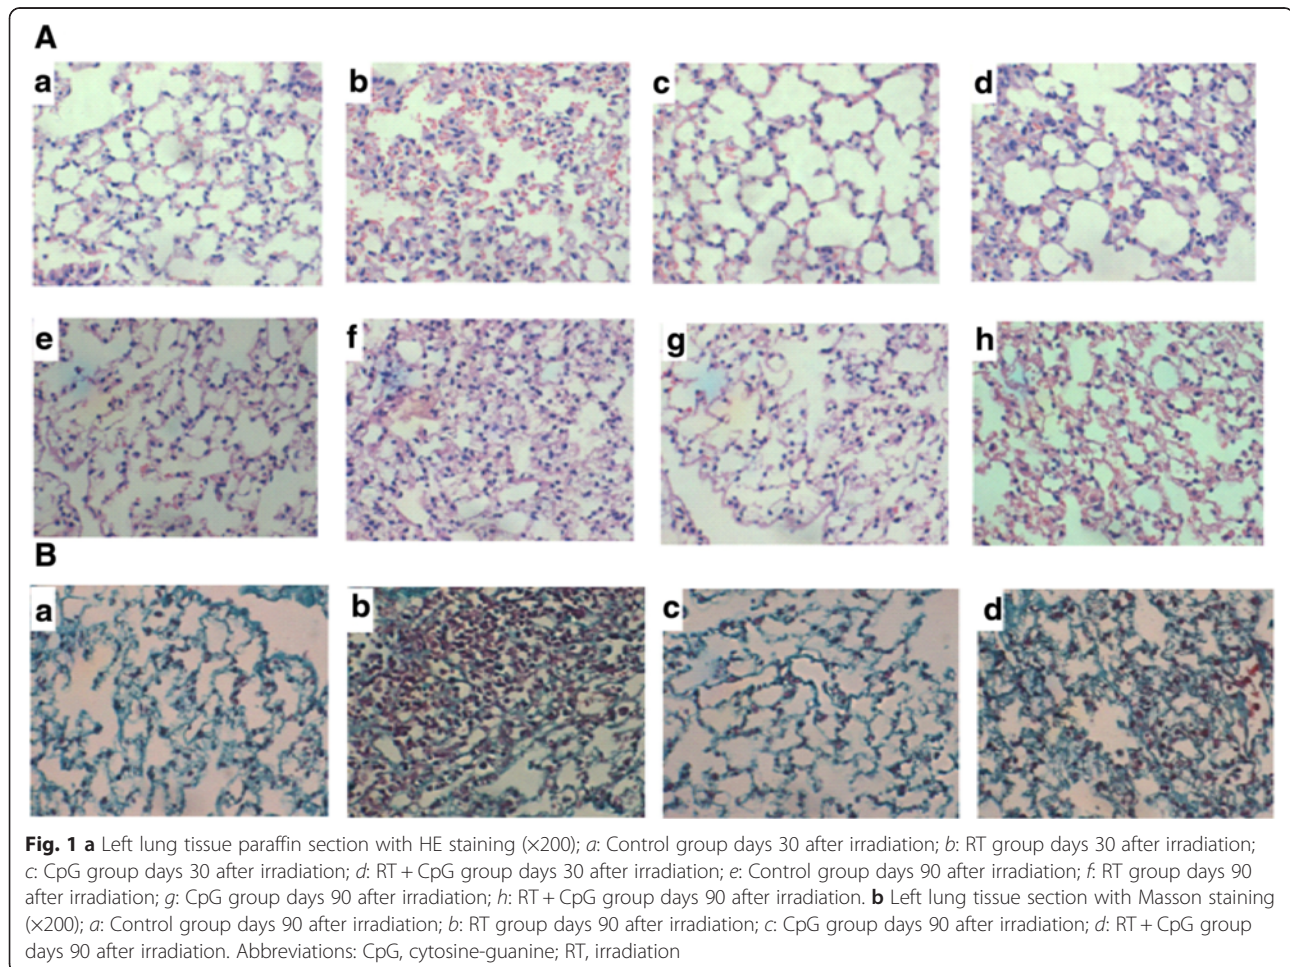 A
a b c d
e f g h
B
a b c d
Fig. 1 a Left lung tissue paraffin section with HE staining (×200); a: Control group days 30 after irradiation; b: RT group days 30 after irradiation;
c: CpG group days 30 after irradiation; d: RT + CpG group days 30 after irradiation; e: Control group days 90 after irradiation; f: RT group days 90
after irradiation; g: CpG group days 90 after irradiation; h: RT + CpG group days 90 after irradiation. b Left lung tissue section with Masson staining
(×200); a: Control group days 90 after irradiation; b: RT group days 90 after irradiation; c: CpG group days 90 after irradiation; d: RT + CpG group
days 90 after irradiation. Abbreviations: CpG, cytosine-guanine; RT, irradiation